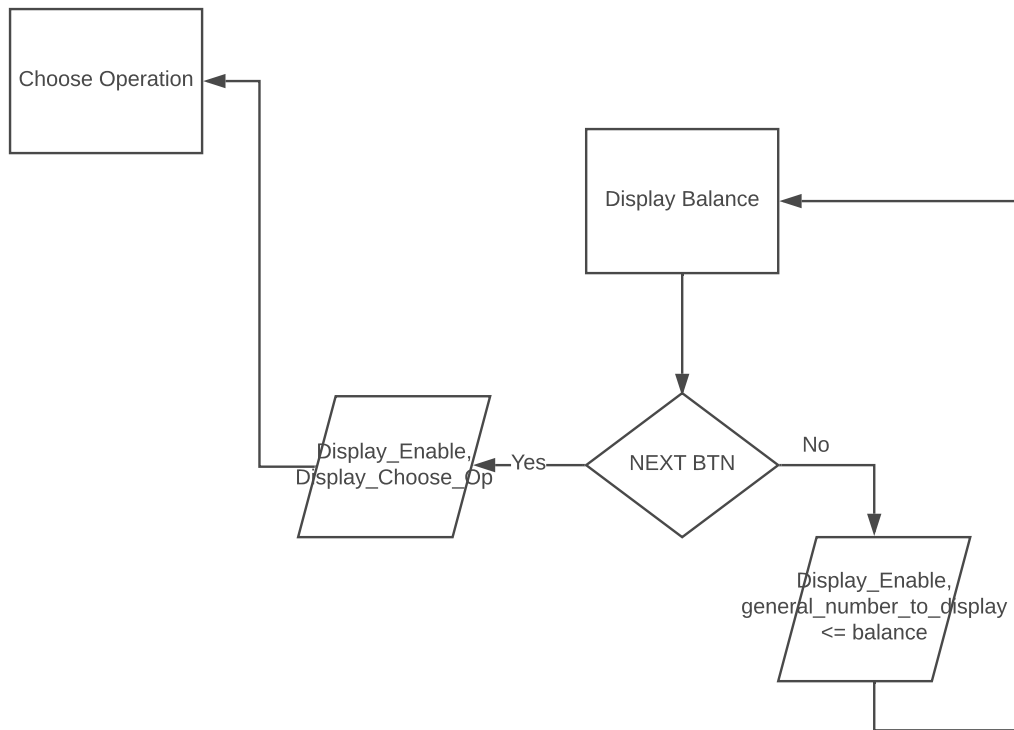 Choose Operation
Display Balance
Display_Enable,
Display_Choose_Op
Yes
NEXT BTN
No
Display_Enable,
general_number_to_display
<= balance